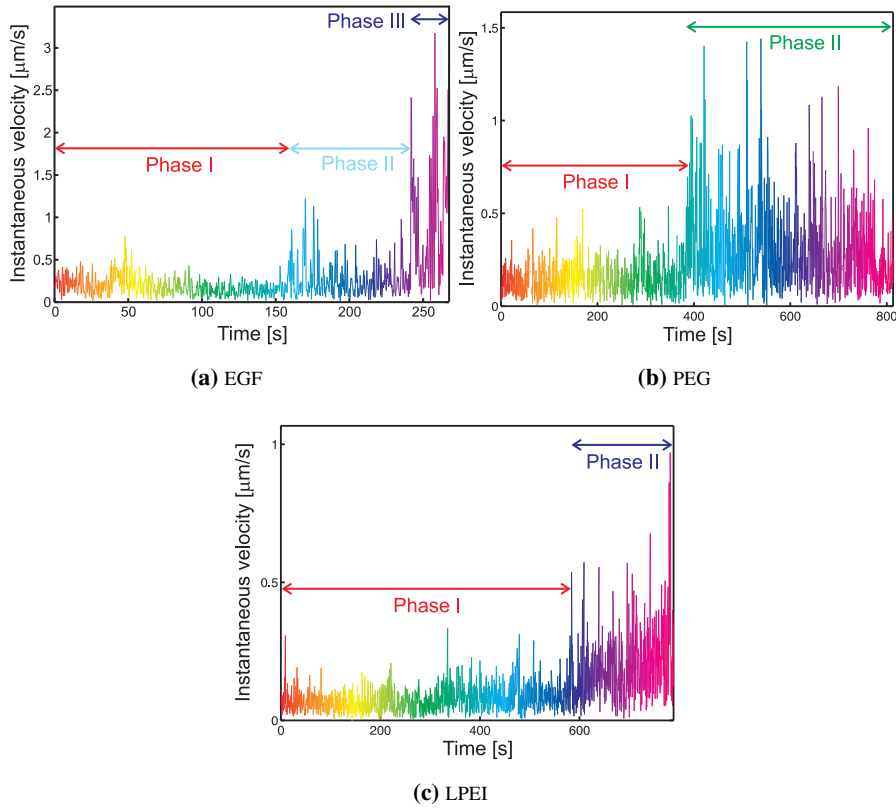 Instantaneous velocity [μm/s]
3
2.5
2
1.5
1
0.5
0
Phase III
Phase I
Phase II
0
50
100
150
200
250
Time [s]
(a) EGF
Instantaneous velocity [μm/s]
1.5
1
0.5
0
Phase II
Phase I
0
200
400
600
800
Time [s]
(b) PEG
Instantaneous velocity [μm/s]
1
0.5
0
Phase II
Phase I
0
200
400
600
Time [s]
(c) LPEI